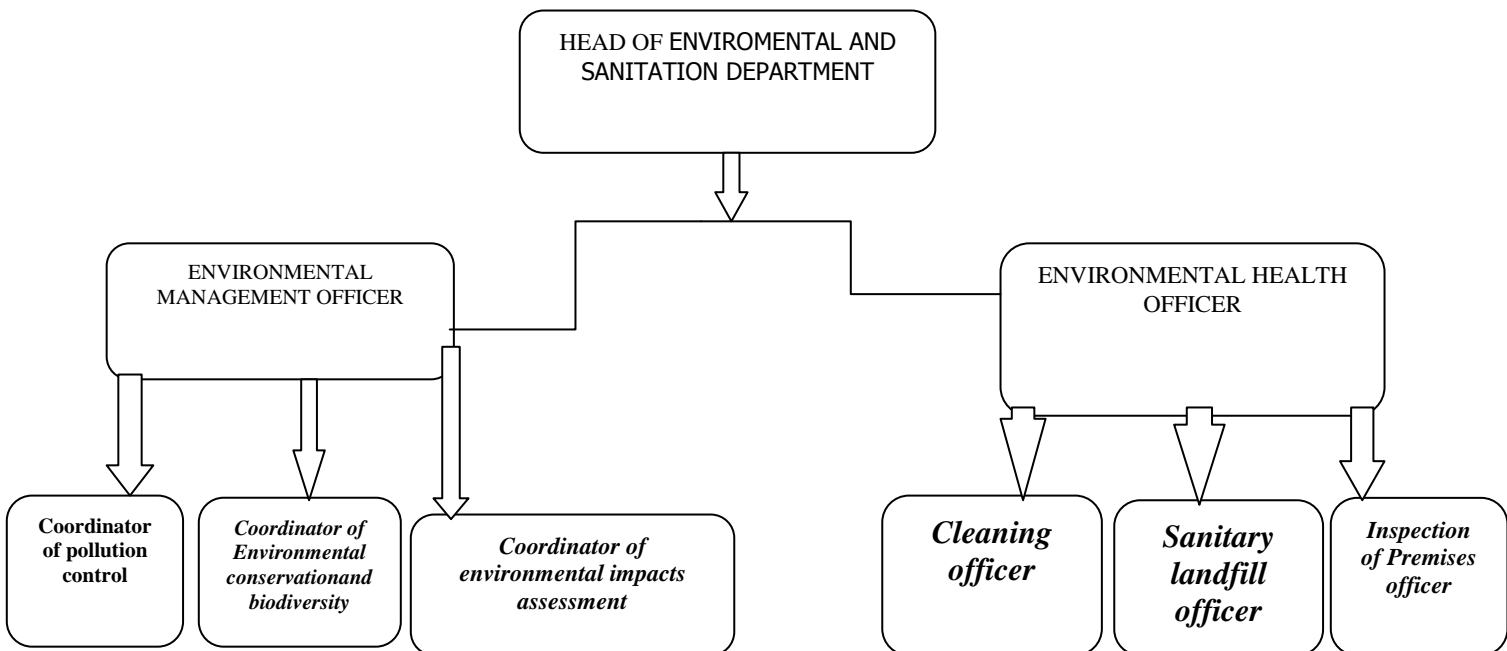 HEAD OF ENVIROMENTAL AND
SANITATION DEPARTMENT
ENVIRONMENTAL
MANAGEMENT OFFICER
ENVIRONMENTAL HEALTH
OFFICER
Coordinator
of pollution
control
Coordinator of
Environmental
conservationand
biodiversity
Coordinator of
environmental impacts
assessment
Cleaning
officer
Sanitary
landfill
officer
Inspection
of Premises
officer